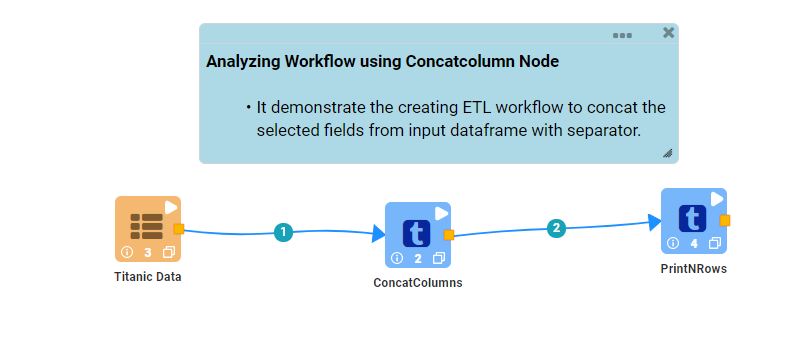 Analyzing Workflow using Concatcolumn Node
• It demonstrate the creating ETL workflow to concat the
selected fields from input dataframe with separator.
1
2
3
Titanic Data
t
2
ConcatColumns
t
4
PrintNRows